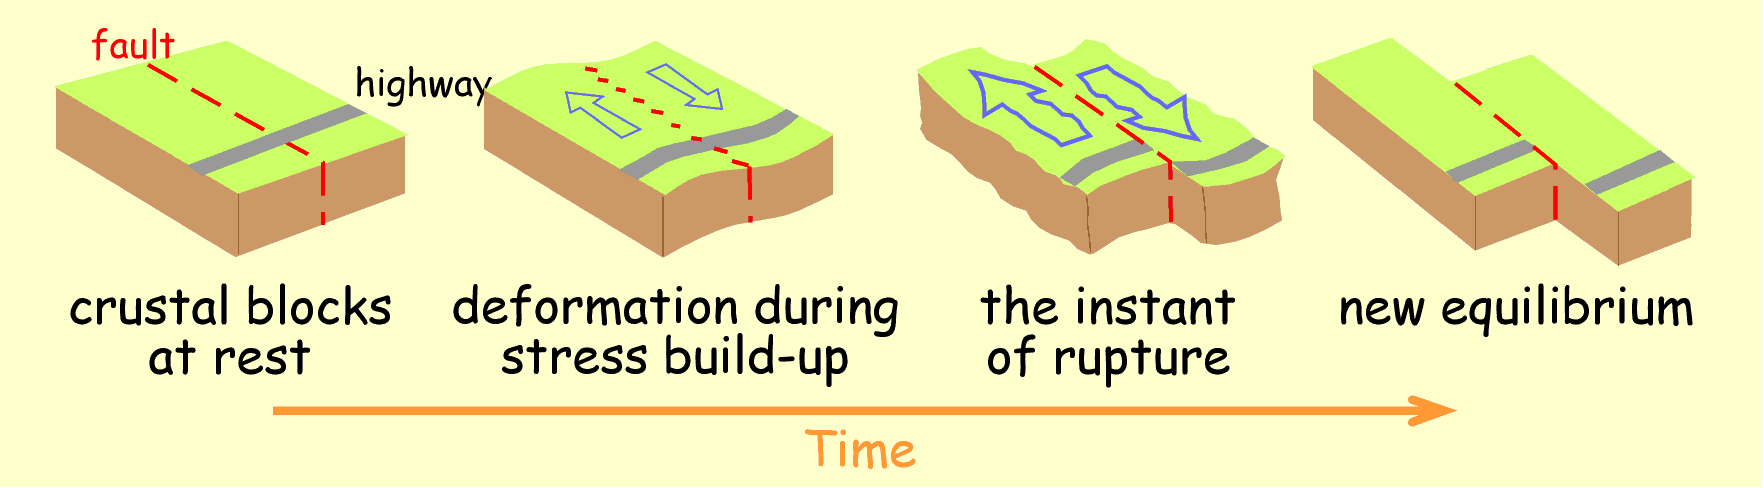 fault
highway
crustal blocks
at rest
deformation during
stress build-up
the instant
of rupture
new equilibrium
Time